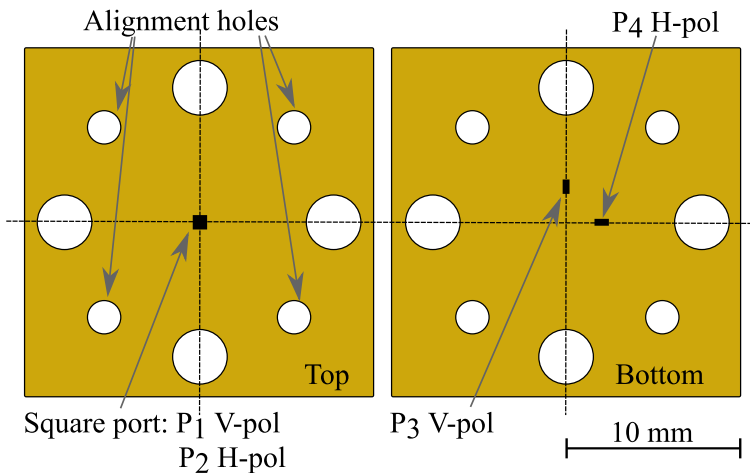 Alignment holes
P4 H-pol
Top
Bottom
Square port: P1 V-pol
P2 H-pol
P3 V-pol
10 mm